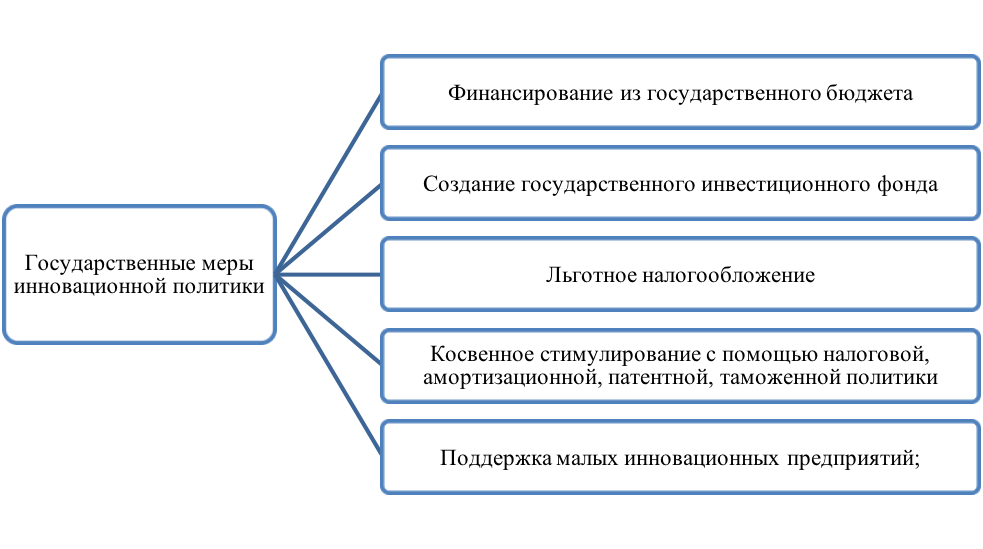 Государственные меры
инновационной политики
Финансирование из государственного бюджета
Создание государственного инвестиционного фонда
Льготное налогообложение
Косвенное стимулирование с помощью налоговой,
амортизационной, патентной, таможенной политики
Поддержка малых инновационных предприятий;